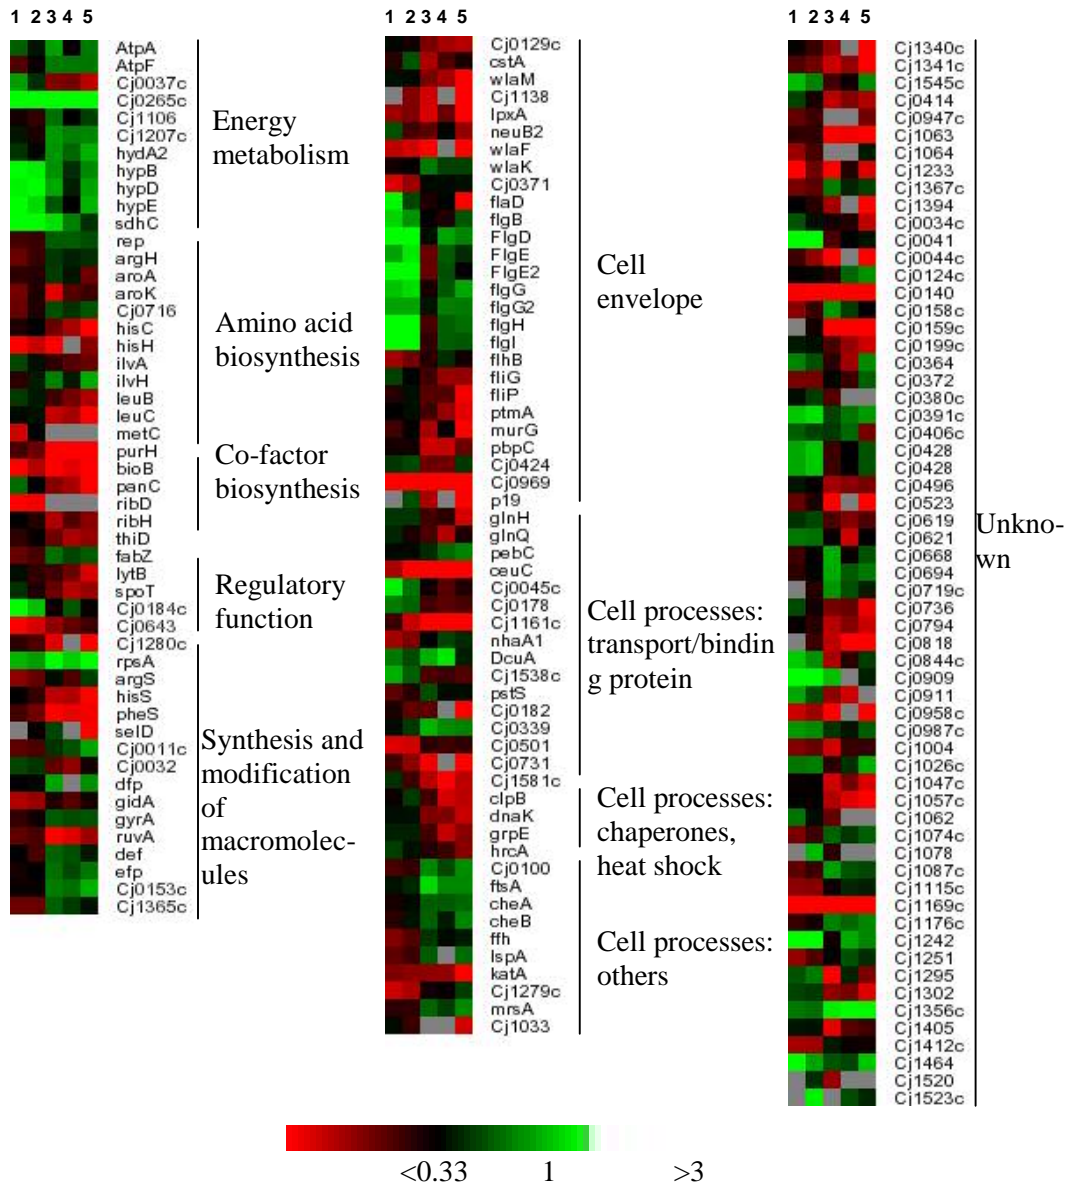 1 2 3 4 5
AtpA
AtpF
Cj0037c
Cj0265c
Cj1106
Cj1207c
hydA2
hypB
hypD
hypE
sdhC
rep
argH
aroA
aroK
Cj0716
hisC
hisH
ilvA
ilvH
leuB
leuC
metC
purH
bioB
panC
ribD
ribH
thiD
fabZ
lytB
spoT
Cj0184c
Cj0643
Cj1280c
rpsA
argS
hisS
pheS
selD
Cj0011c
Cj0032
dfp
gidA
gyrA
ruvA
def
efp
Cj0153c
Cj1365c
Energy
metabolism
Amino acid
biosynthesis
Co-factor
biosynthesis
Regulatory
function
Synthesis and
modification
of
macromolec-
ules
1 2 3 4 5
Cj0129c
cstA
wlaM
Cj1138
lpxA
neuB2
wlaF
wlaK
Cj0371
flaD
flgB
FlgD
FlgE
FlgE2
flgG
flgG2
flgH
flgI
flhB
fliG
fliP
ptmA
murG
pbpC
Cj0424
Cj0969
p19
glnH
glnQ
pebC
ceuC
Cj0045c
Cj0178
Cj1161c
nhaA1
DcuA
Cj1538c
pstS
Cj0182
Cj0339
Cj0501
Cj0731
Cj1581c
clpB
dnaK
grpE
hrcA
Cj0100
ftsA
cheA
cheB
ffh
lspA
katA
Cj1279c
mrsA
Cj1033
Cell
envelope
Cell processes:
transport/bindin
g protein
Cell processes:
chaperones,
heat shock
Cell processes:
others
1 2 3 4 5
Cj1340c
Cj1341c
Cj1545c
Cj0414
Cj0947c
Cj1063
Cj1064
Cj1233
Cj1367c
Cj1394
Cj0034c
Cj0041
Cj0044c
Cj0124c
Cj0140
Cj0158c
Cj0159c
Cj0199c
Cj0364
Cj0372
Cj0380c
Cj0391c
Cj0406c
Cj0428
Cj0428
Cj0496
Cj0523
Cj0619
Cj0621
Cj0668
Cj0694
Cj0719c
Cj0736
Cj0794
Cj0818
Cj0844c
Cj0909
Cj0911
Cj0958c
Cj0987c
Cj1004
Cj1026c
Cj1047c
Cj1057c
Cj1062
Cj1074c
Cj1078
Cj1087c
Cj1115c
Cj1169c
Cj1176c
Cj1242
Cj1251
Cj1295
Cj1302
Cj1356c
Cj1405
Cj1412c
Cj1464
Cj1520
Cj1523c
Unkno-
wn
<0.33 1 >3